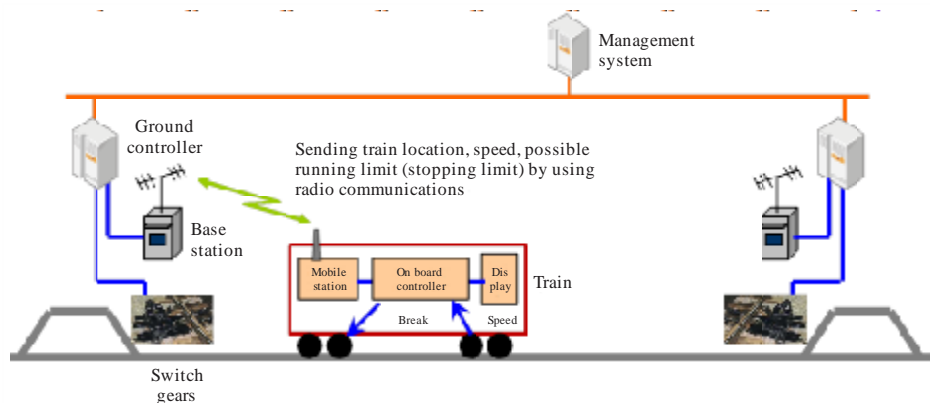 Management
system
Ground
controller
Sending train location, speed, possible
running limit (stopping limit) by using
radio communications
Base
station
Mobile
station
On board
controller
Dis
play
Train
Break
Speed
Switch
gears